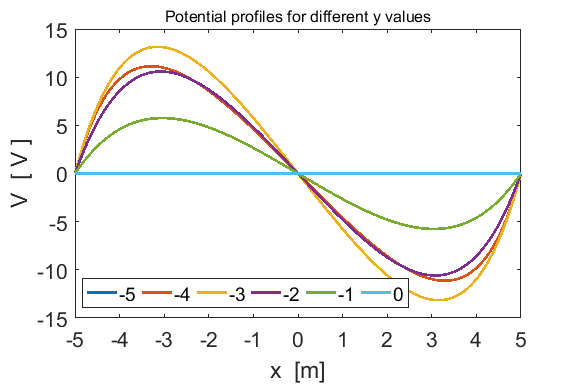 Potential profiles for different y values
15
10
5
0
-5
-10
-15
V [ V ]
-5 -4 -3 -2 -1 0
-5 -4 -3 -2 -1 0 1 2 3 4 5
x [m]